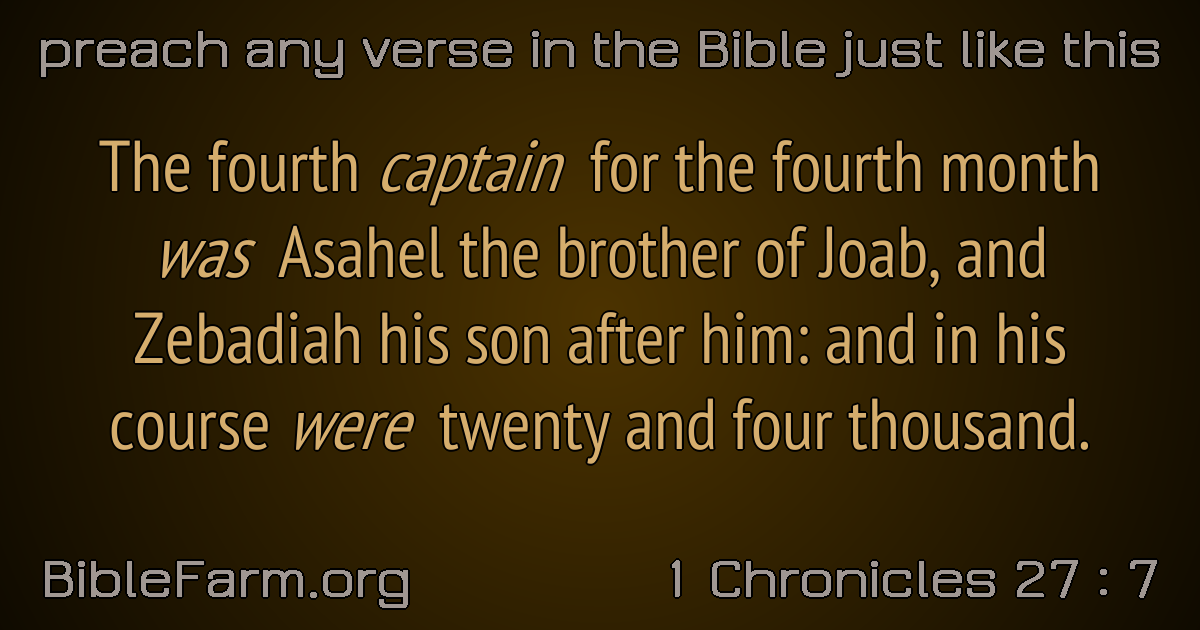 preach any verse in the Bible just like this
The fourth captain for the fourth month
was Asahel the brother of Joab, and
Zebadiah his son after him: and in his
course were twenty and four thousand.
BibleFarm.org
1 Chronicles 27 : 7